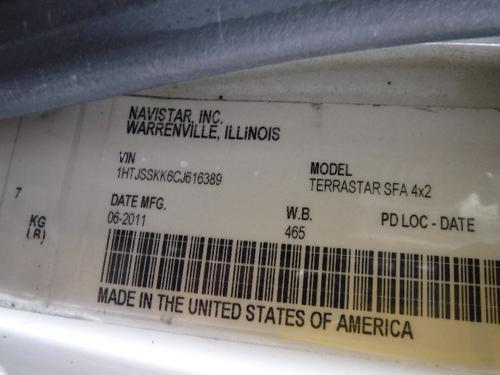 NAVISTAR, INC.
WARRENVILLE, ILLINOIS
VIN
1HTJSSKK6CJ616389
MODEL
TERRASTAR SFA 4x2
DATE MFG.
06-2011
W.B.
465
PD LOC - DATE
MADE IN THE UNITED STATES OF AMERICA
7
KG
(LB)